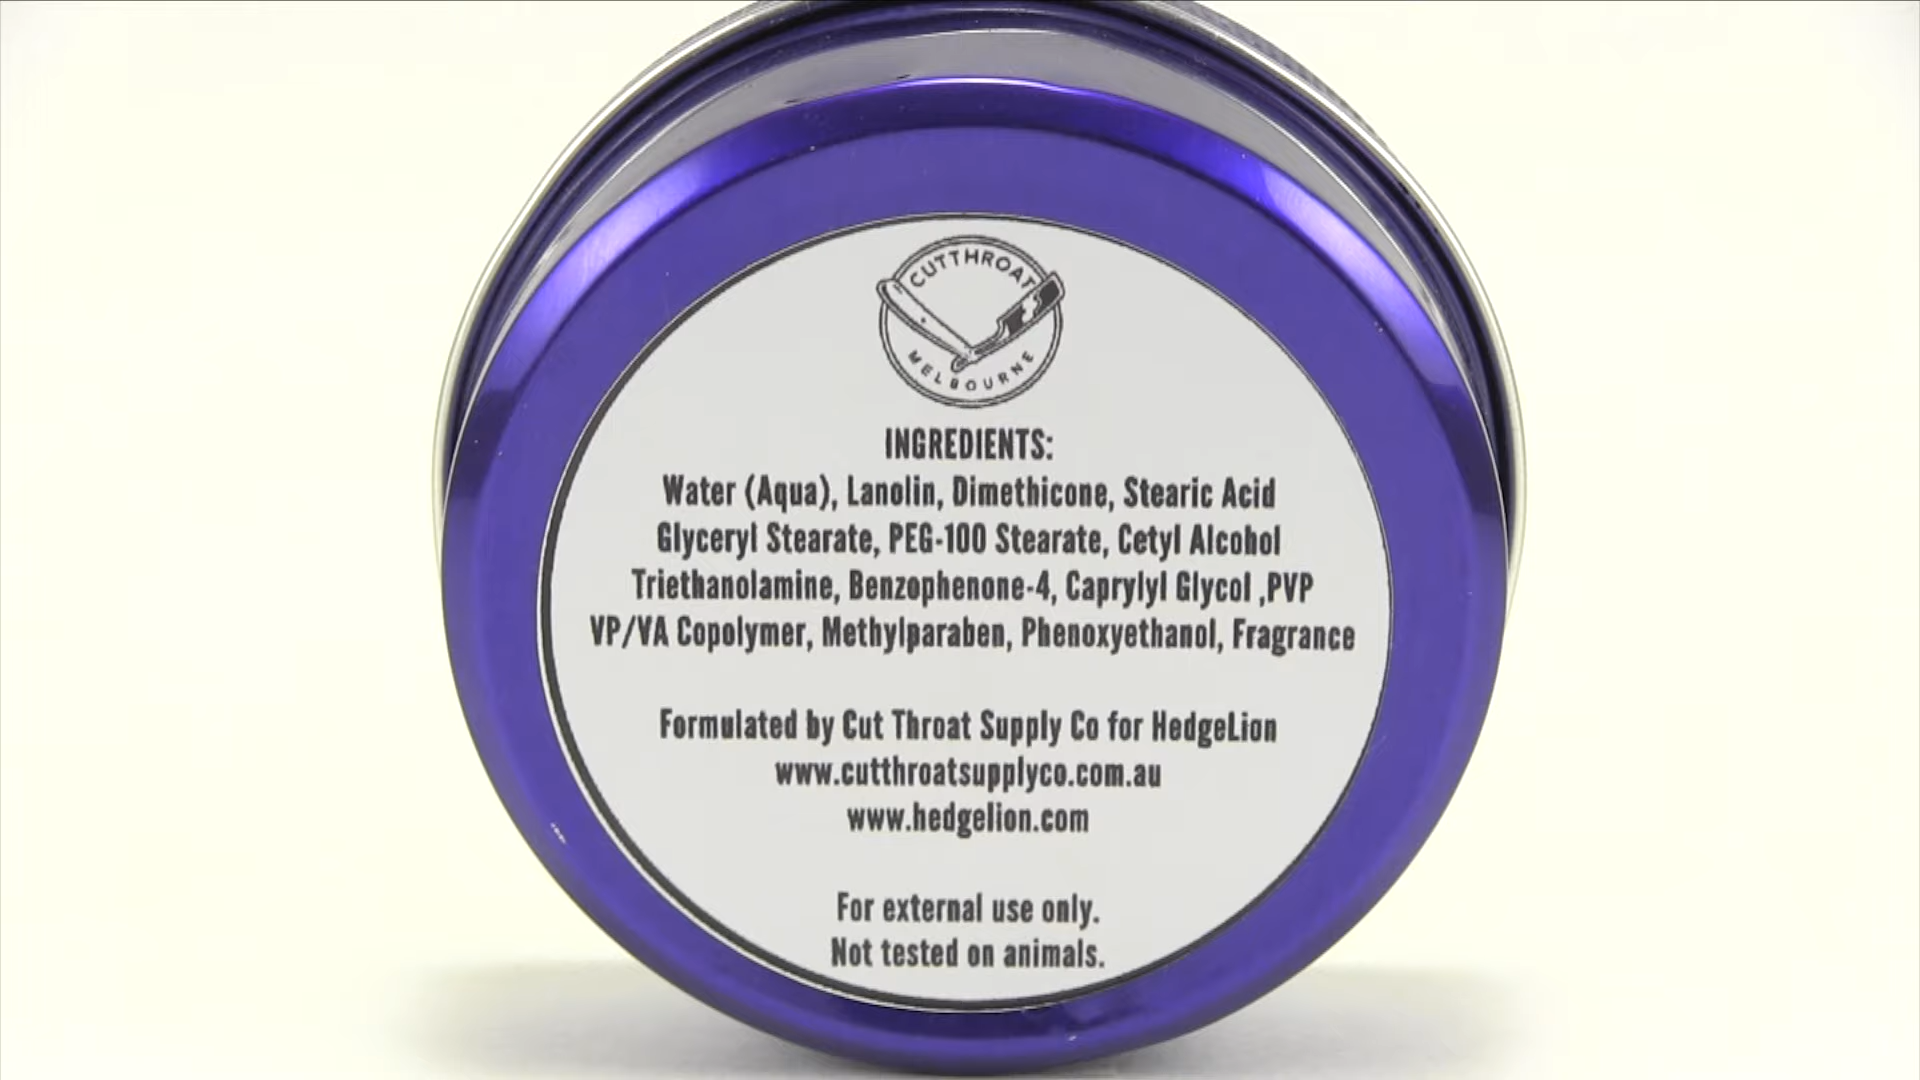 CUTTHROAT
MELBOURNE
INGREDIENTS:
Water (Aqua), Lanolin, Dimethicone, Stearic Acid
Glyceryl Stearate, PEG-100 Stearate, Cetyl Alcohol
Triethanolamine, Benzophenone-4, Caprylyl Glycol ,PVP
VP/VA Copolymer, Methylparaben, Phenoxyethanol, Fragrance
Formulated by Cut Throat Supply Co for HedgeLion
www.cutthroatsupplyco.com.au
www.hedgelion.com
For external use only.
Not tested on animals.